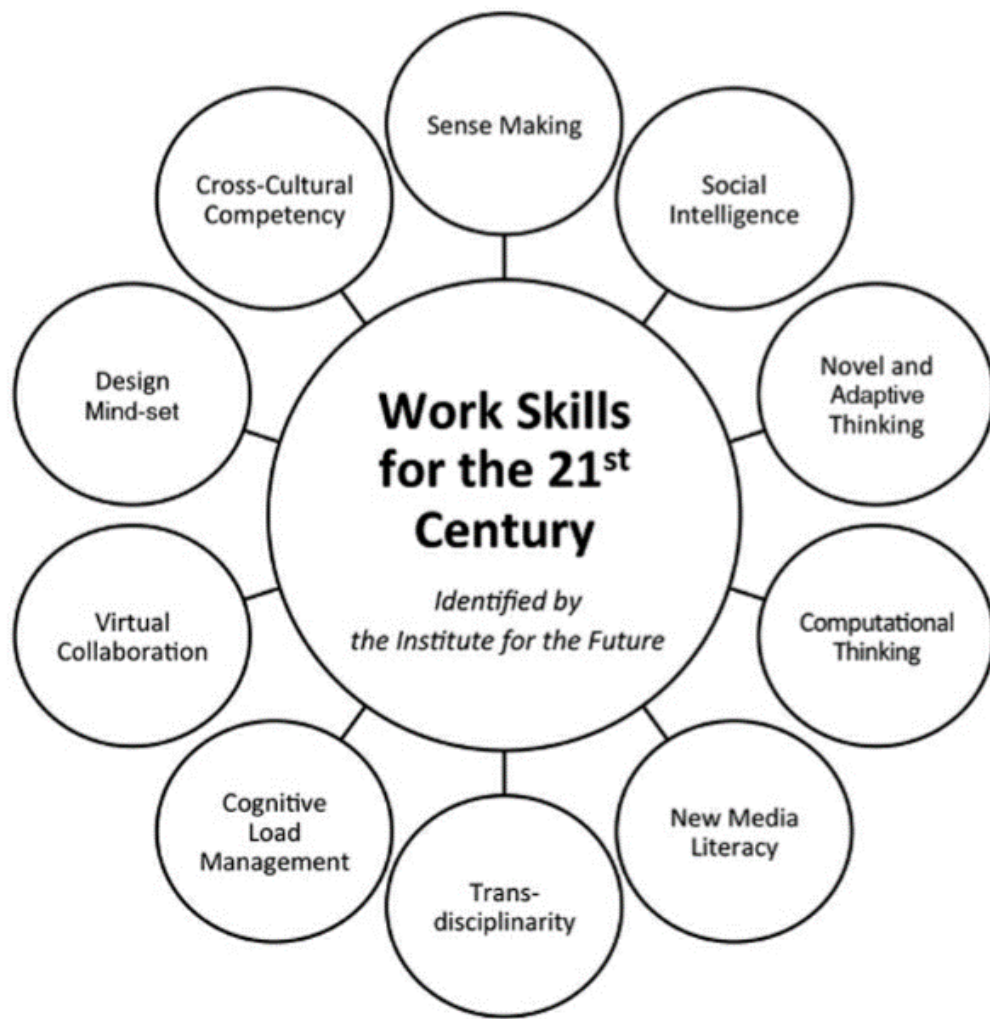 Sense Making
Social
Intelligence
Novel and
Adaptive
Thinking
Computational
Thinking
New Media
Literacy
Trans-
disciplinarity
Cognitive
Load
Management
Virtual
Collaboration
Design
Mind-set
Cross-Cultural
Competency
Work Skills
for the 21st
Century
Identified by
the Institute for the Future